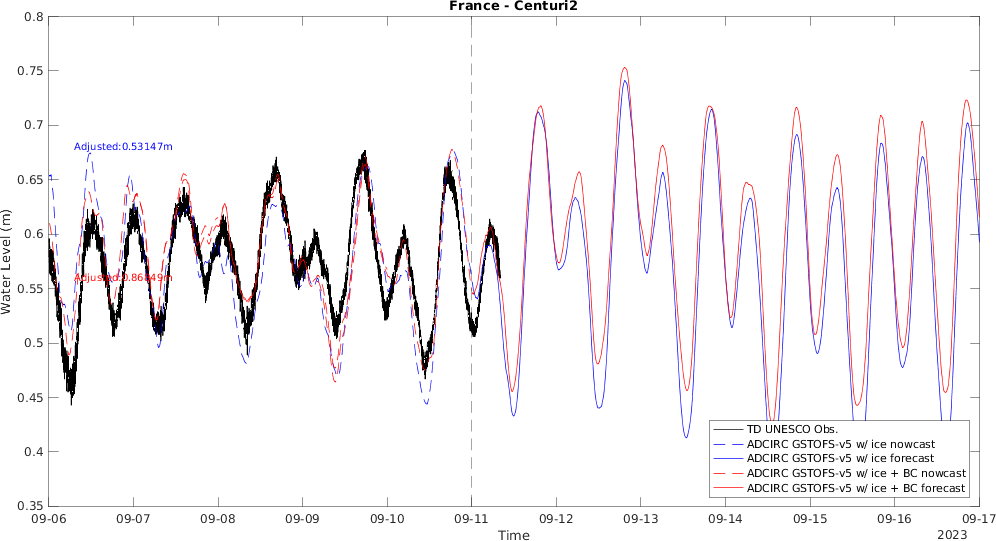 France - Centuri2
0.8
0.75
0.7
0.65
0.6
0.55
0.5
0.45
0.4
0.35
Water Level (m)
Adjusted:0.53147m
TD UNESCO Obs.
ADCIRC GSTOFS-v5 w/ ice nowcast
ADCIRC GSTOFS-v5 w/ ice forecast
ADCIRC GSTOFS-v5 w/ ice + BC nowcast
ADCIRC GSTOFS-v5 w/ ice + BC forecast
09-06 09-07 09-08 09-09 09-10 09-11 09-12 09-13 09-14 09-15 09-16 09-17
Time
2023